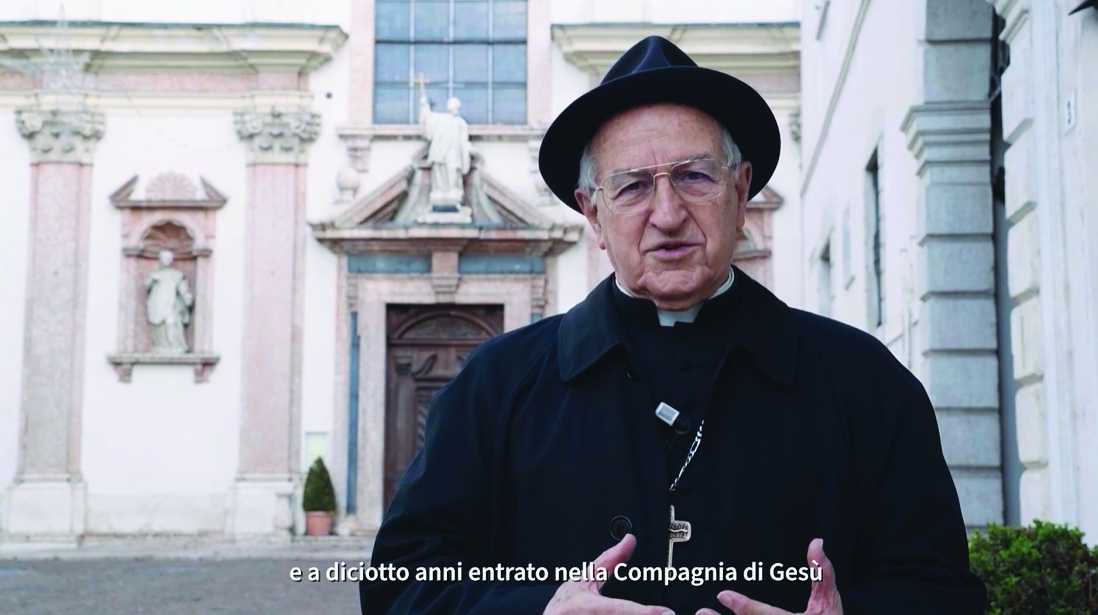 e a diciotto anni entrato nella Compagnia di Gesù